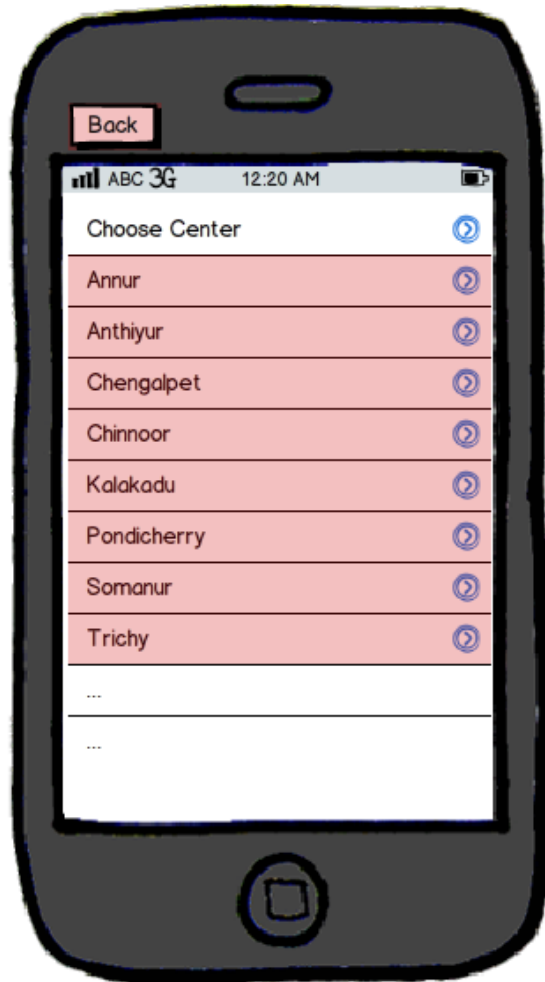 Back
ABC 3G 12:20 AM
Choose Center
Annur
Anthiyur
Chengalpet
Chinnoor
Kalakadu
Pondicherry
Somanur
Trichy
...
...